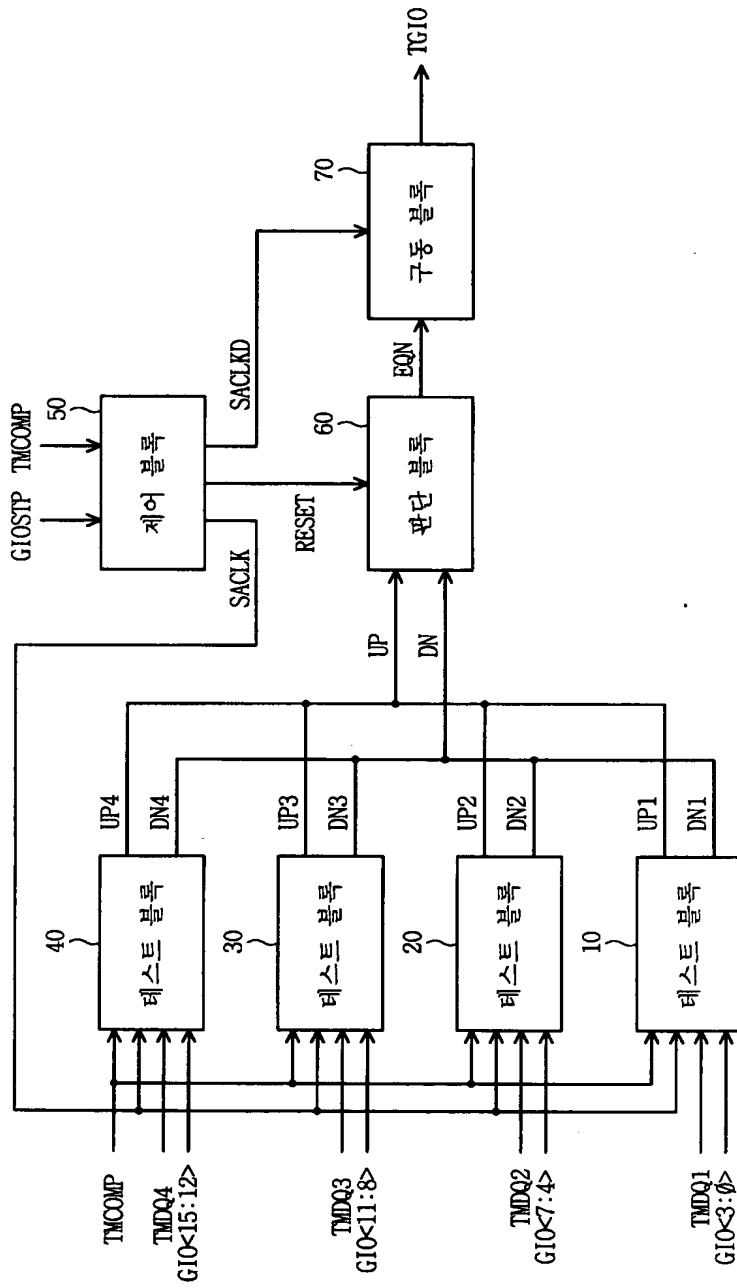 GIOSTP
TMCOMP
50
제어 블록
SACLK
RESET
SACLKD
TMCOMP
TMDQ4
GIO<15:12>
40
테스트 블록
UP4
DN4
TMDQ3
GIO<11:8>
30
테스트 블록
UP3
DN3
TMDQ2
GIO<7:4>
20
테스트 블록
UP2
DN2
TMDQ1
GIO<3:0>
10
테스트 블록
UP1
DN1
UP
DN
60
판단 블록
EQN
70
구동 블록
TGIO